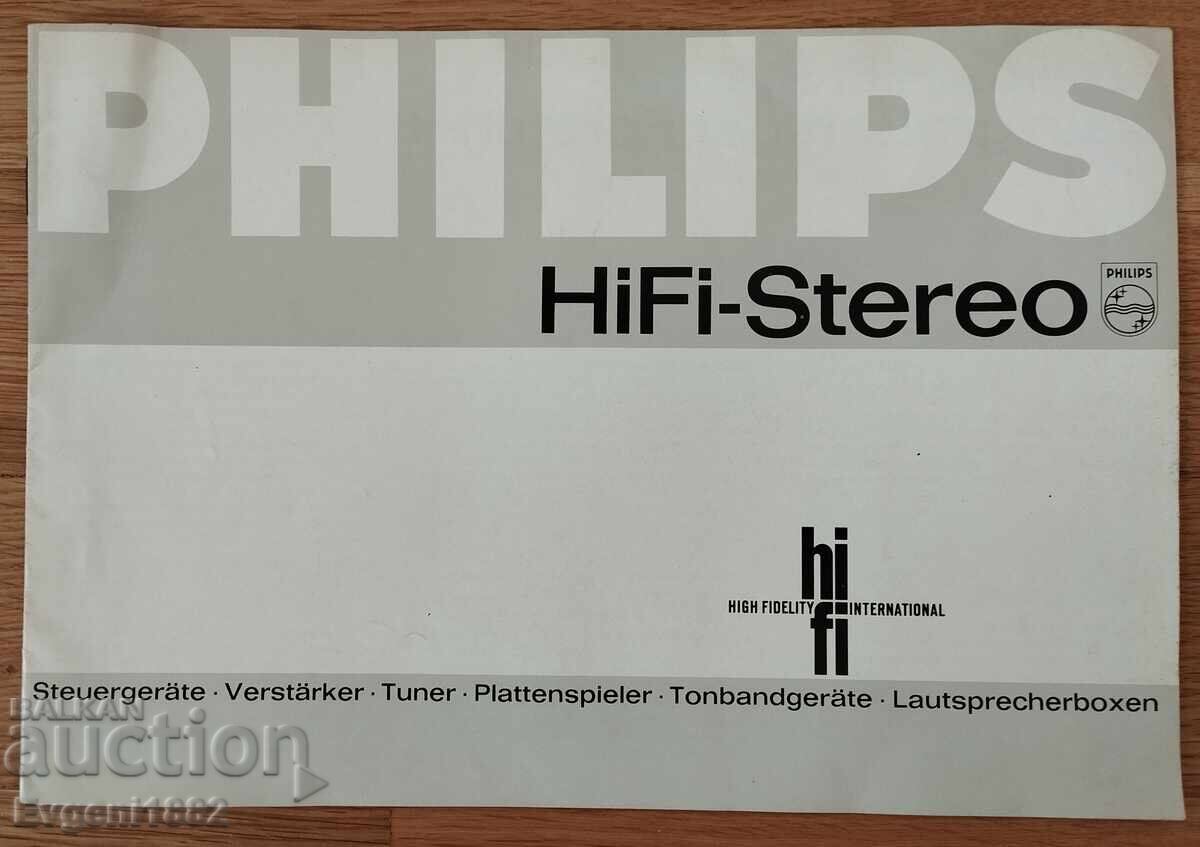 PHILIPS
HiFi-Stereo
PHILIPS
hi
HIGH FIDELITY INTERNATIONAL
fi
Steuergeräte · Verstärker · Tuner · Plattenspieler · Tonbandgeräte · Lautsprecherboxen
BALKAN
auction
Evgeni1882